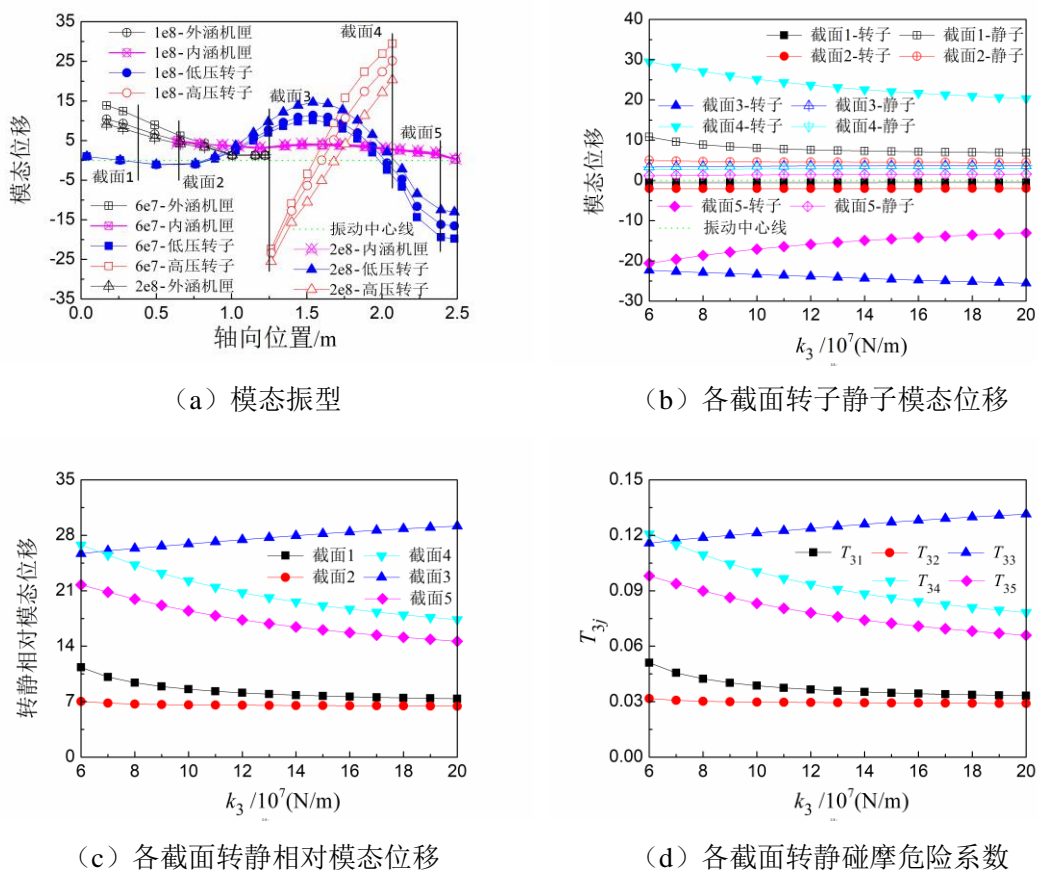 35
25
15
5
-5
-15
-25
-35
模态位移
1e8-外涵机匣
1e8-内涵机匣
1e8-低压转子
1e8-高压转子
截面4
截面3
截面5
截面1
截面2
6e7-外涵机匣
6e7-内涵机匣
6e7-低压转子
6e7-高压转子
2e8-外涵机匣
振动中心线
2e8-内涵机匣
2e8-低压转子
2e8-高压转子
0.0 0.5 1.0 1.5 2.0 2.5
轴向位置/m
（a）模态振型
40
30
20
10
0
-10
-20
-30
模态位移
截面1-转子 截面1-静子
截面2-转子 截面2-静子
截面3-转子 截面3-静子
截面4-转子 截面4-静子
截面5-转子 截面5-静子
振动中心线
6 8 10 12 14 16 18 20
k3 /10^7(N/m)
（b）各截面转子静子模态位移
35
28
21
14
7
0
转静相对模态位移
截面1 截面4
截面2 截面3
截面5
6 8 10 12 14 16 18 20
k3 /10^7(N/m)
（c）各截面转静相对模态位移
0.15
0.12
0.09
0.06
0.03
0.00
T3j
T31 T32 T33
T34 T35
6 8 10 12 14 16 18 20
k3 /10^7(N/m)
（d）各截面转静碰摩危险系数